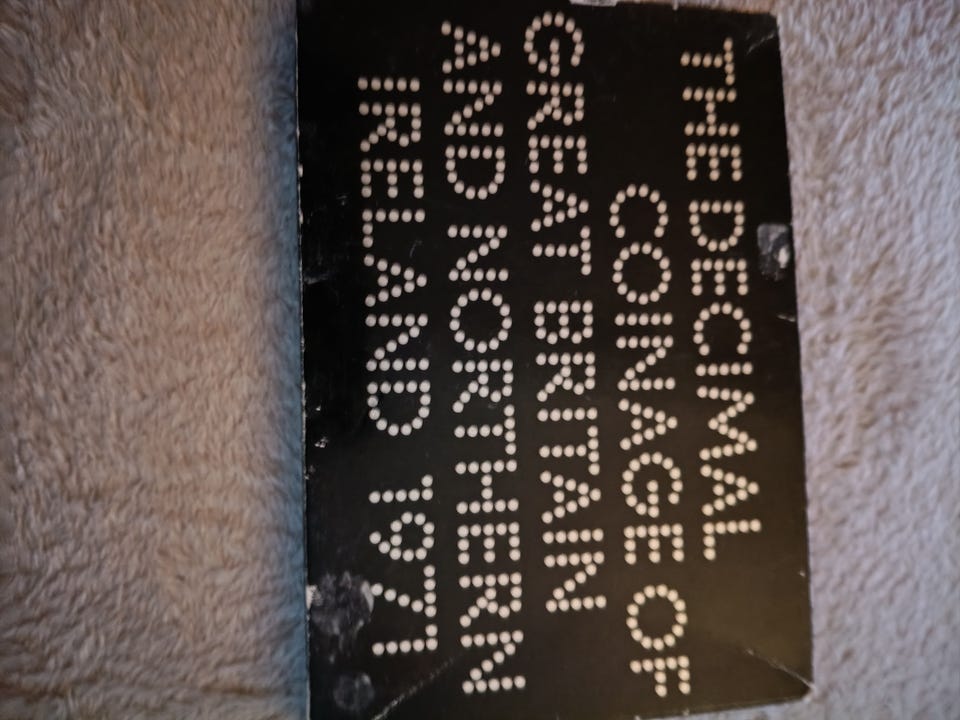 THE DECIMAL
COINAGE OF
GREAT BRITAIN
AND NORTHERN
IRELAND 1971